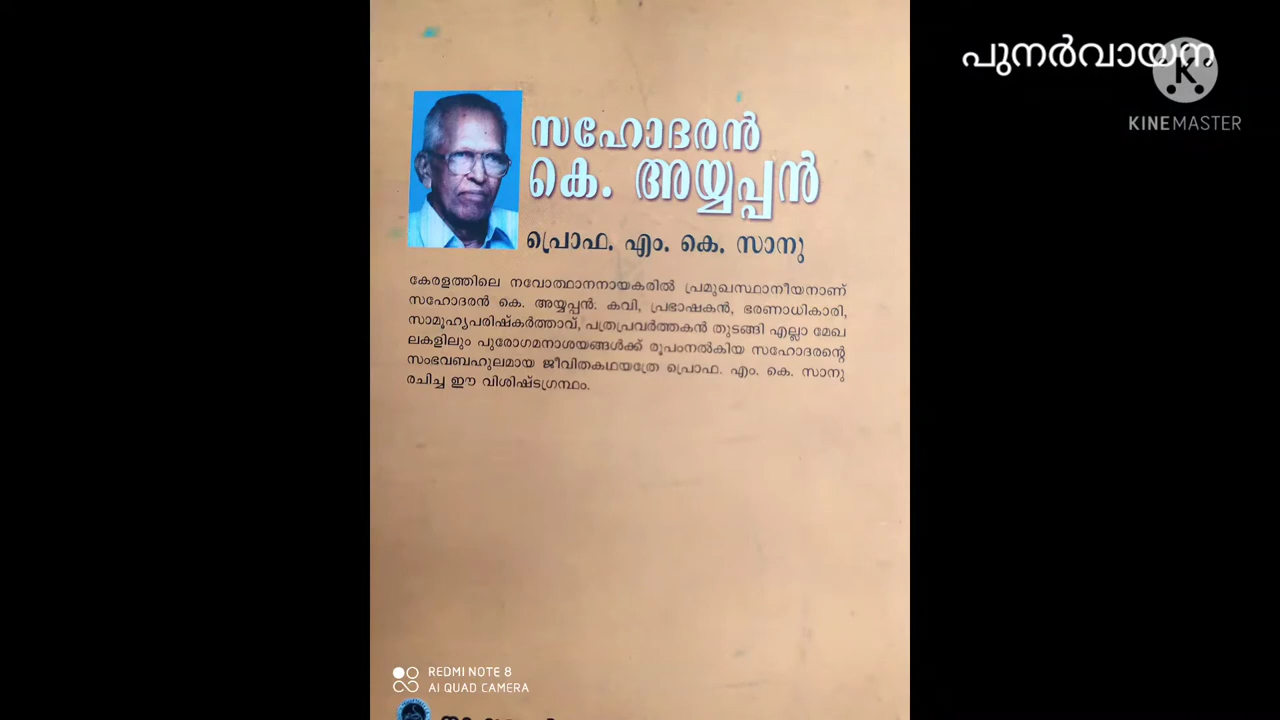 പുനർവായന
KINEMASTER
സഹോദരൻ
കെ. അയ്യപ്പൻ
പ്രൊഫ. എം. കെ. സാനു
കേരളത്തിലെ നവോത്ഥാനനായകരിൽ പ്രമുഖസ്ഥാനീയനാണ്
സഹോദരൻ കെ. അയ്യപ്പൻ. കവി, പ്രഭാഷകൻ, ഭരണാധികാരി,
സാമൂഹ്യപരിഷ്കർത്താവ്, പത്രപ്രവർത്തകൻ തുടങ്ങി എല്ലാ മേഖ
ലകളിലും പുരോഗമനാശയങ്ങൾക്ക് രൂപംനൽകിയ സഹോദരന്റെ
സംഭവബഹുലമായ ജീവിതകഥയത്രേ പ്രൊഫ. എം. കെ. സാനു
രചിച്ച ഈ വിശിഷ്ടഗ്രന്ഥം.
REDMI NOTE 8
AI QUAD CAMERA